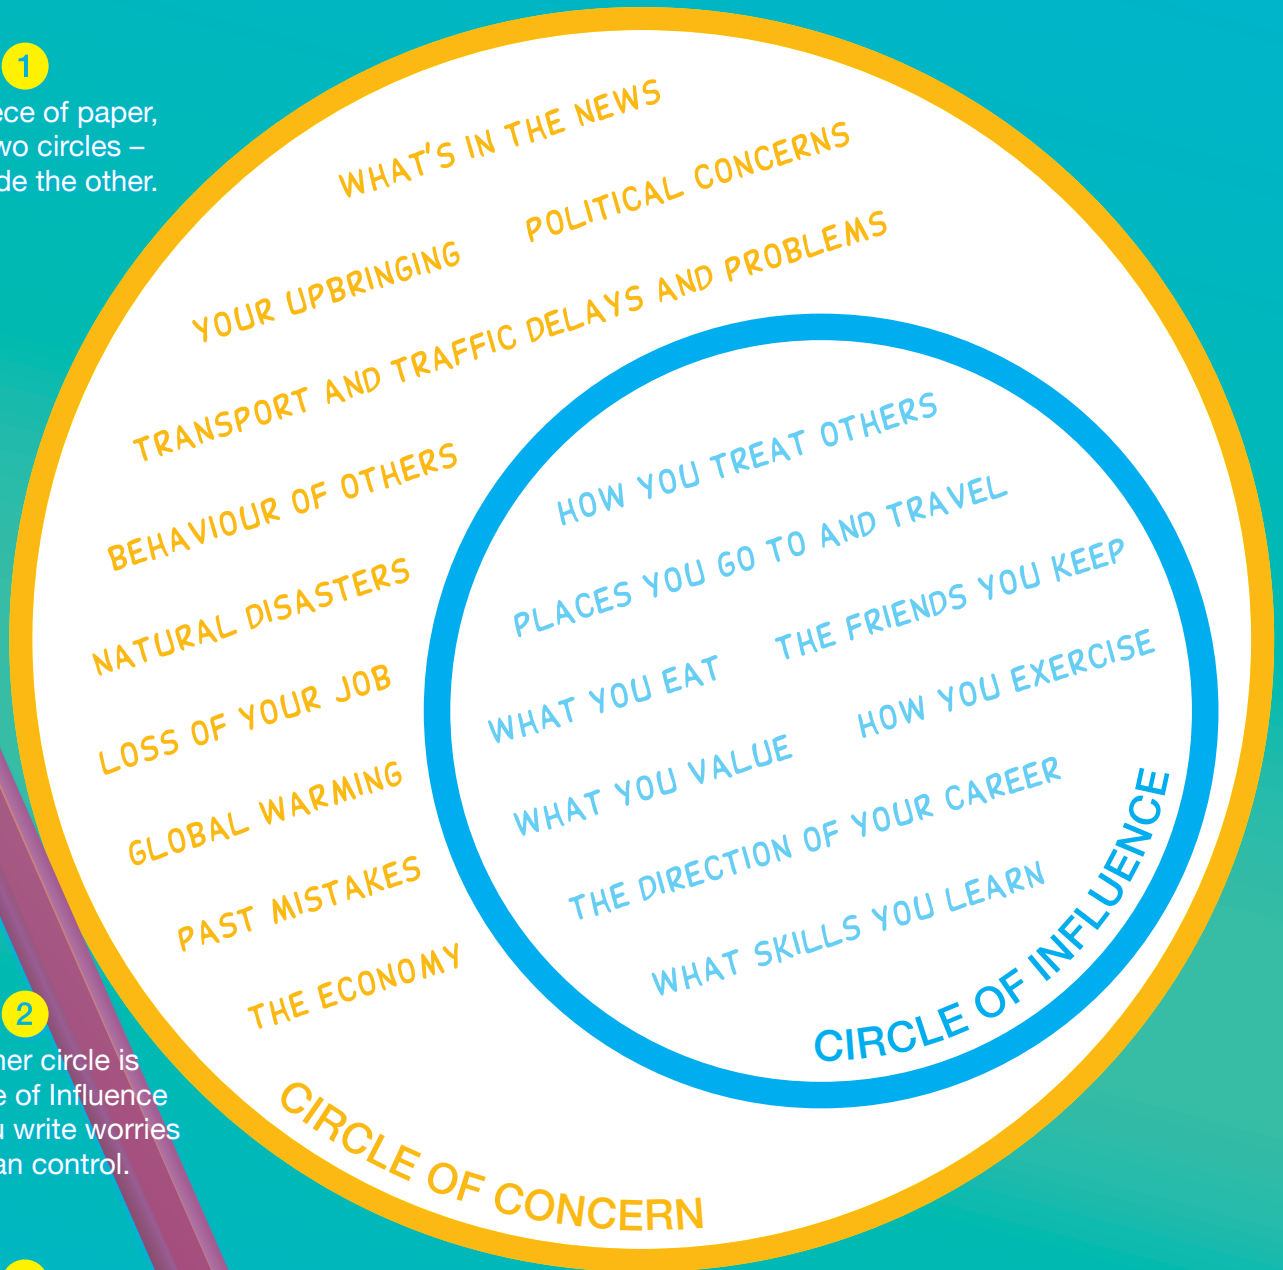 1
ece of paper,
wo circles –
de the other.
WHAT'S IN THE NEWS
POLITICAL CONCERNS
YOUR UPBRINGING
TRANSPORT AND TRAFFIC DELAYS AND PROBLEMS
BEHAVIOUR OF OTHERS
NATURAL DISASTERS
LOSS OF YOUR JOB
GLOBAL WARMING
PAST MISTAKES
THE ECONOMY
CIRCLE OF CONCERN
HOW YOU TREAT OTHERS
PLACES YOU GO TO AND TRAVEL
THE FRIENDS YOU KEEP
WHAT YOU EAT
HOW YOU EXERCISE
WHAT YOU VALUE
THE DIRECTION OF YOUR CAREER
WHAT SKILLS YOU LEARN
CIRCLE OF INFLUENCE
2
ner circle is
e of Influence
u write worries
an control.